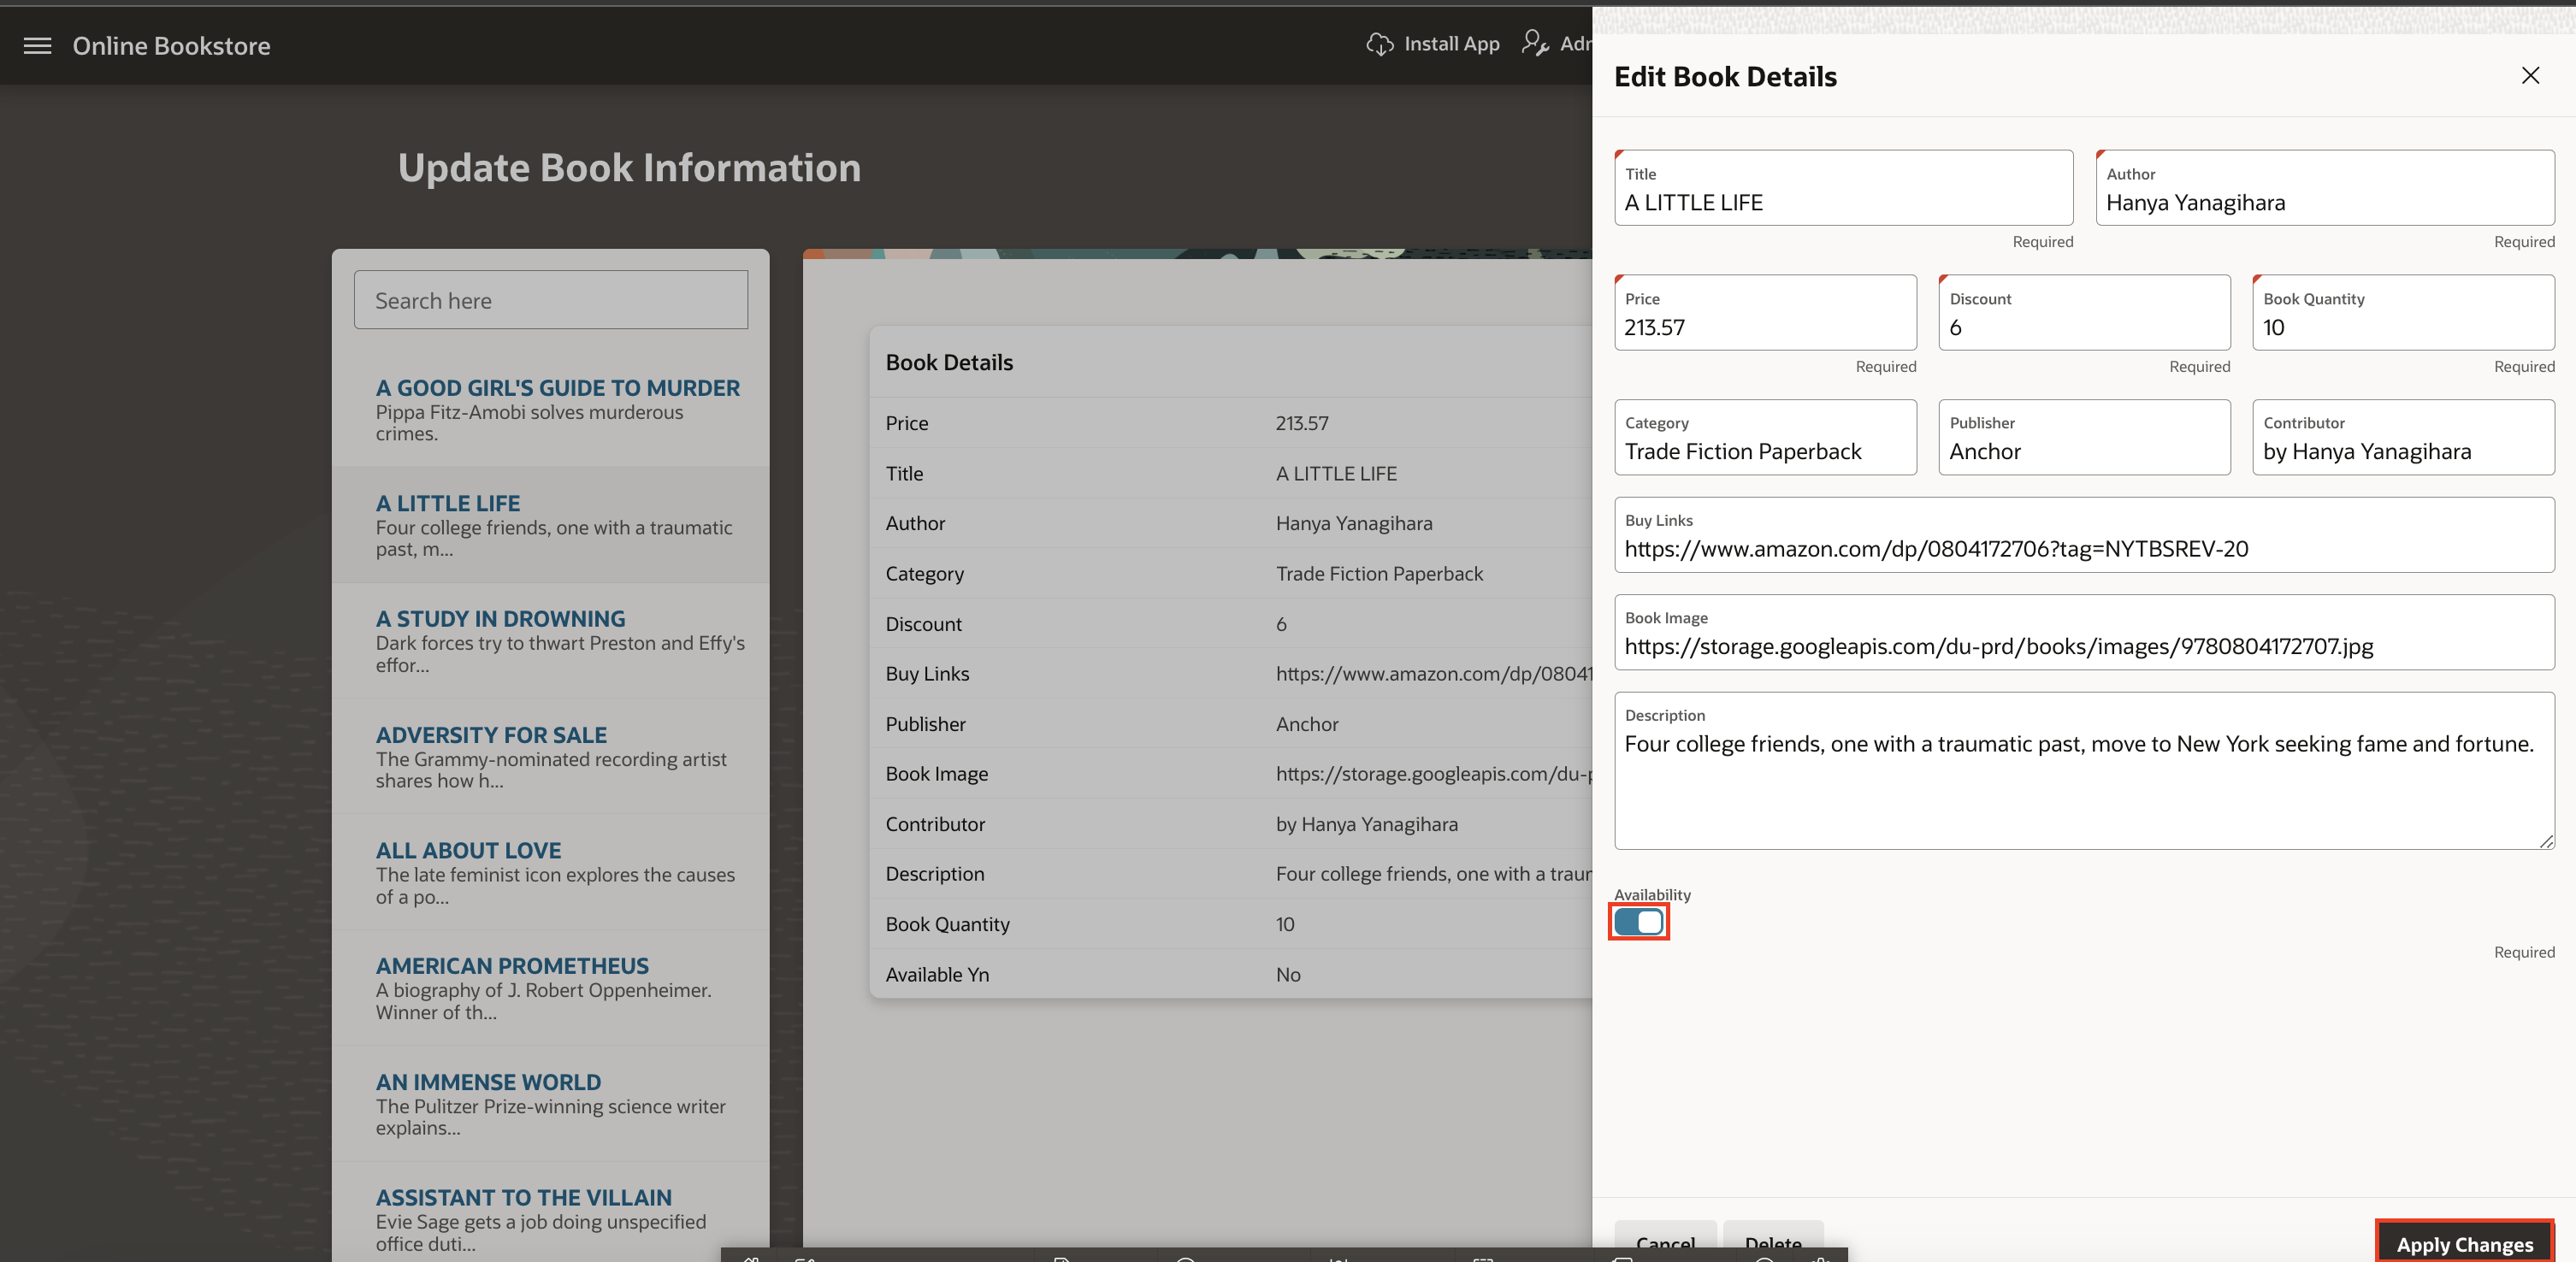 Online Bookstore
Install App
Adr
Update Book Information
Search here
A GOOD GIRL'S GUIDE TO MURDER
Pippa Fitz-Amobi solves murderous
crimes.
A LITTLE LIFE
Four college friends, one with a traumatic
past, m...
A STUDY IN DROWNING
Dark forces try to thwart Preston and Effy's
effor...
ADVERSITY FOR SALE
The Grammy-nominated recording artist
shares how h...
ALL ABOUT LOVE
The late feminist icon explores the causes
of a po...
AMERICAN PROMETHEUS
A biography of J. Robert Oppenheimer.
Winner of th...
AN IMMENSE WORLD
The Pulitzer Prize-winning science writer
explains...
ASSISTANT TO THE VILLAIN
Evie Sage gets a job doing unspecified
office duti...
Book Details
Price 213.57
Title A LITTLE LIFE
Author Hanya Yanagihara
Category Trade Fiction Paperback
Discount 6
Buy Links https://www.amazon.com/dp/08041
Publisher Anchor
Book Image https://storage.googleapis.com/du-p
Contributor by Hanya Yanagihara
Description Four college friends, one with a traur
Book Quantity 10
Available Yn No
Edit Book Details
Title
A LITTLE LIFE
Required
Author
Hanya Yanagihara
Required
Price
213.57
Required
Discount
6
Required
Book Quantity
10
Required
Category
Trade Fiction Paperback
Publisher
Anchor
Contributor
by Hanya Yanagihara
Buy Links
https://www.amazon.com/dp/0804172706?tag=NYTBSREV-20
Book Image
https://storage.googleapis.com/du-prd/books/images/9780804172707.jpg
Description
Four college friends, one with a traumatic past, move to New York seeking fame and fortune.
Availability
Required
Cancel
Delete
Apply Changes